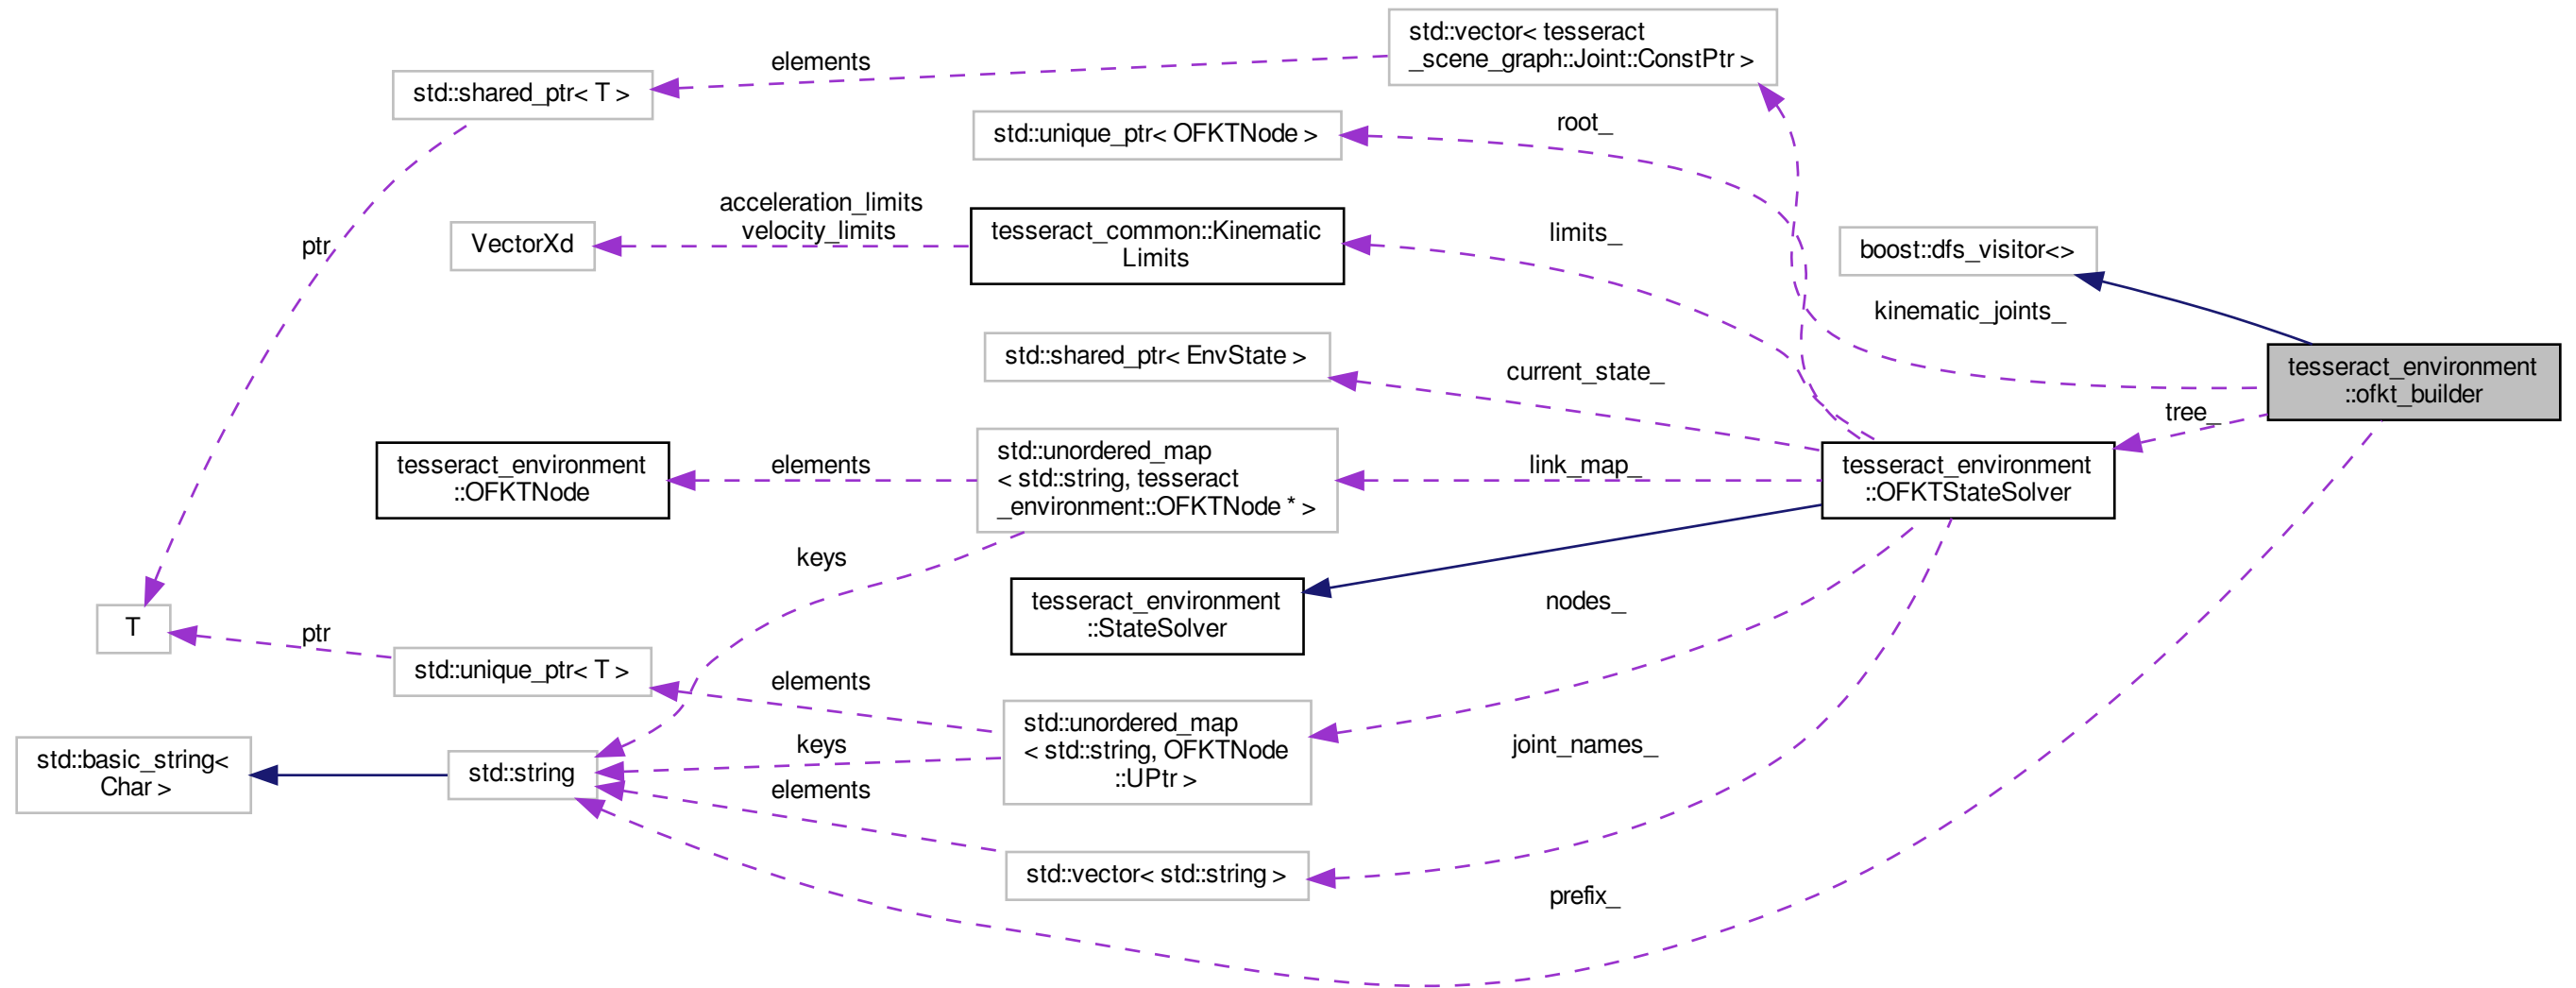 std::vector< tesseract
_scene_graph::Joint::ConstPtr >
elements
std::shared_ptr< T >
root_
std::unique_ptr< OFKTNode >
acceleration_limits
velocity_limits
VectorXd
tesseract_common::Kinematic
Limits
limits_
boost::dfs_visitor<>
ptr
kinematic_joints_
std::shared_ptr< EnvState >
current_state_
tesseract_environment
::ofkt_builder
tree_
tesseract_environment
::OFKTNode
elements
std::unordered_map
< std::string, tesseract
_environment::OFKTNode * >
link_map_
tesseract_environment
::OFKTStateSolver
keys
tesseract_environment
::StateSolver
nodes_
T
ptr
std::unique_ptr< T >
elements
std::unordered_map
< std::string, OFKTNode
::UPtr >
keys
joint_names_
std::basic_string<
Char >
std::string
elements
std::vector< std::string >
prefix_